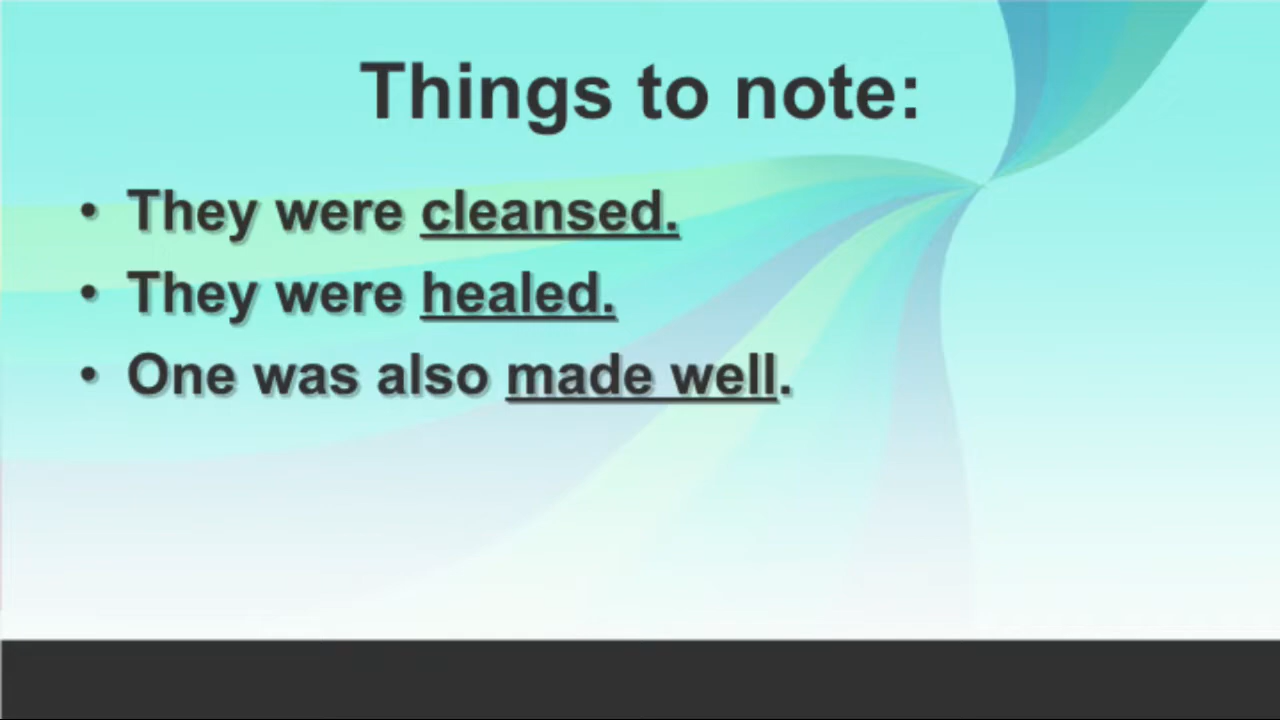 Things to note:
• They were cleansed.
• They were healed.
• One was also made well.